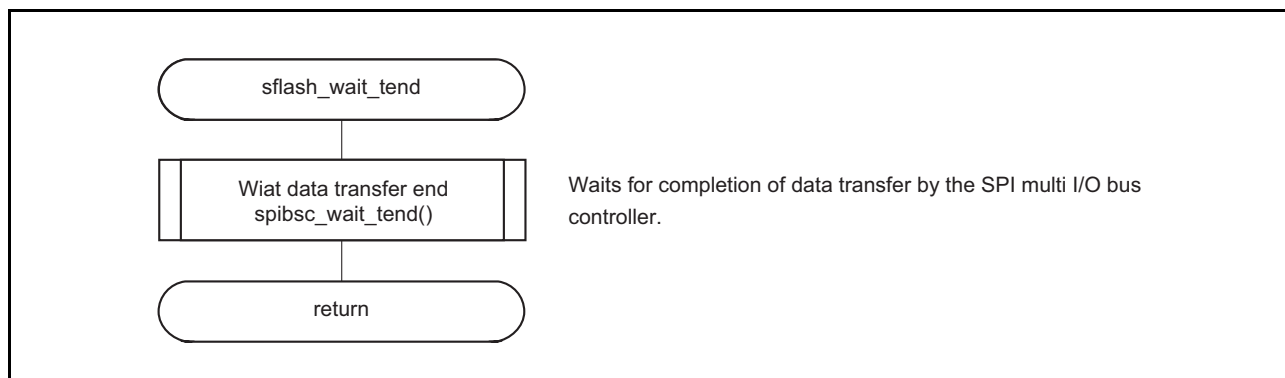 sflash_wait_tend
Wiat data transfer end
spibsc_wait_tend()
Waits for completion of data transfer by the SPI multi I/O bus
controller.
return